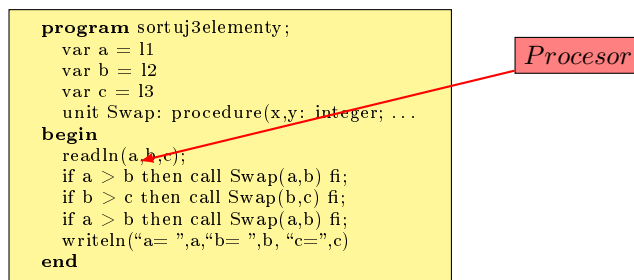 program sortuj3elementy;
var a = l1
var b = l2
var c = l3
unit Swap: procedure(x,y: integer; ...
begin
readln(a,b,c);
if a > b then call Swap(a,b) fi;
if b > c then call Swap(b,c) fi;
if a > b then call Swap(a,b) fi;
writeln(“a= ”,a,“b= ”,b, “c=”,c)
end
Procesor